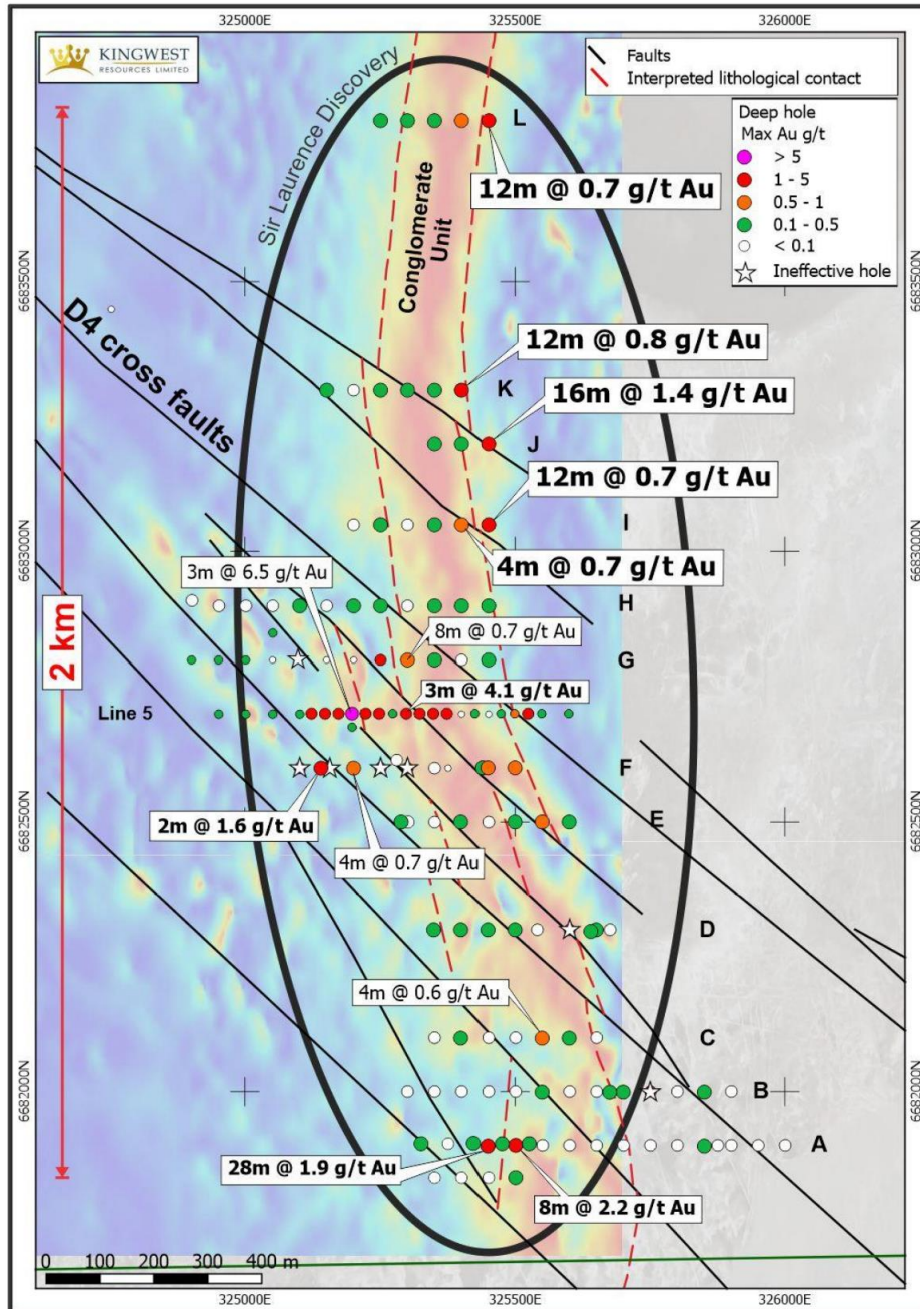 325000E
325500E
326000E
KINGWEST
RESOURCES LIMITED
Faults
Interpreted lithological contact
Deep hole
Max Au g/t
> 5
1 - 5
0.5 - 1
0.1 - 0.5
< 0.1
Ineffective hole
Sir Laurence Discovery
L
12m @ 0.7 g/t Au
Conglomerate
Unit
6683500N
6683500N
D4 cross faults
12m @ 0.8 g/t Au
K
16m @ 1.4 g/t Au
J
12m @ 0.7 g/t Au
I
6683000N
6683000N
4m @ 0.7 g/t Au
3m @ 6.5 g/t Au
H
8m @ 0.7 g/t Au
G
2 km
3m @ 4.1 g/t Au
Line 5
F
2m @ 1.6 g/t Au
E
6682500N
6682500N
4m @ 0.7 g/t Au
D
4m @ 0.6 g/t Au
C
6682000N
6682000N
B
A
28m @ 1.9 g/t Au
8m @ 2.2 g/t Au
0 100 200 300 400 m
325000E
325500E
326000E